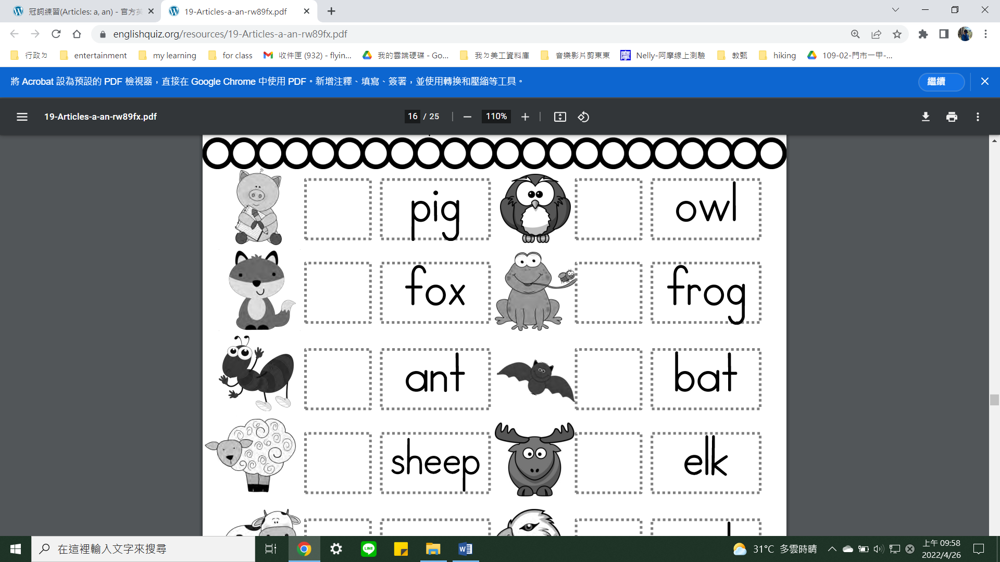 冠詞練習(Articles: a, an) - 官方英
19-Articles-a-an-rw89fx.pdf
englishquiz.org/resources/19-Articles-a-an-rw89fx.pdf
行政ㄉ entertainment my learning for class 收件匣 (932) - flyin... 我的雲端硬碟 - Go... 我ㄉ美工資料庫 音樂影片剪東東 Nelly-阿摩線上測驗 教甄 hiking 109-02-門市一甲-...
將 Acrobat 設為預設的 PDF 檢視器，直接在 Google Chrome 中使用 PDF。新增注釋、填寫、簽署，並使用轉換和壓縮等工具。 繼續
19-Articles-a-an-rw89fx.pdf 16 / 25 110%
pig owl
fox frog
ant bat
sheep elk
在這裡輸入文字來搜尋
31°C 多雲時晴
上午 09:58
2022/4/26